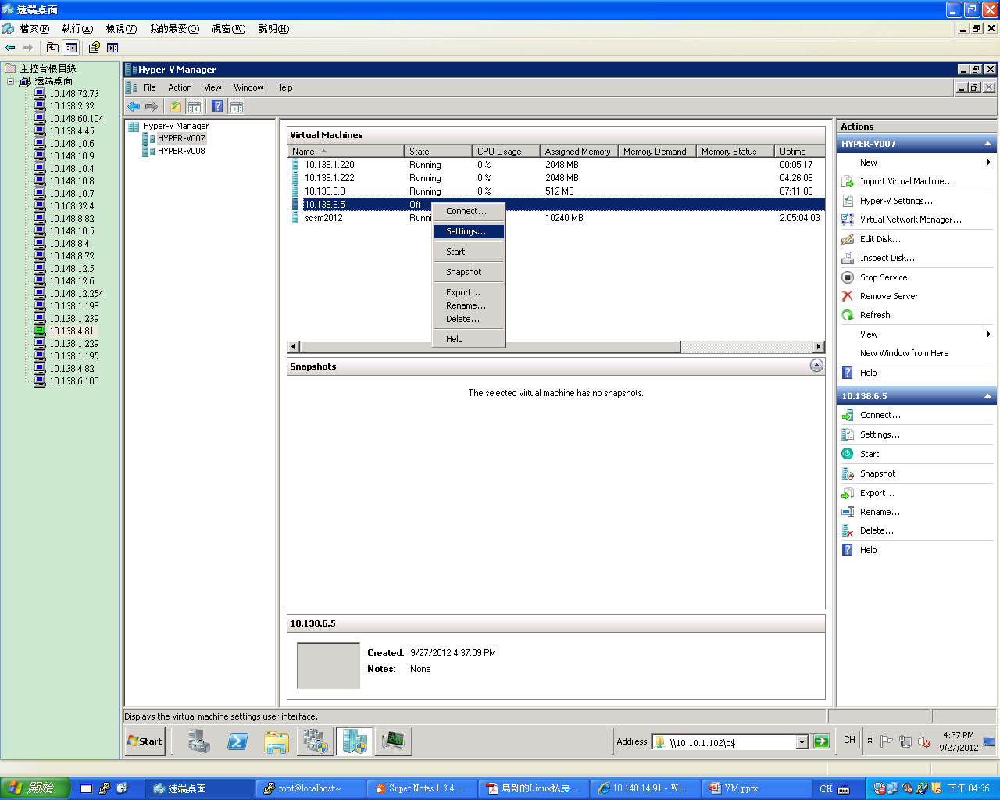 遠端桌面
檔案(F) 執行(A) 檢視(V) 我的最愛(O) 視窗(W) 說明(H)
主控台根目錄
遠端桌面
10.148.72.73
10.138.2.32
10.148.60.104
10.138.4.45
10.148.10.6
10.148.10.9
10.148.10.4
10.148.10.8
10.148.10.7
10.168.32.4
10.148.8.82
10.148.10.5
10.148.8.4
10.148.8.72
10.148.12.5
10.148.12.6
10.148.12.254
10.138.1.198
10.138.1.239
10.138.4.81
10.138.1.229
10.138.1.195
10.138.4.82
10.138.6.100
Hyper-V Manager
File Action View Window Help
Hyper-V Manager
HYPER-V007
HYPER-V008
Virtual Machines
Name State CPU Usage Assigned Memory Memory Demand Memory Status Uptime
10.138.1.220 Running 0 % 2048 MB 00:05:17
10.138.1.222 Running 0 % 2048 MB 04:26:06
10.138.6.3 Running 0 % 512 MB 07:11:08
10.138.6.5 Off
scsm2012 Runni 10240 MB 2.05:04:03
Connect...
Settings...
Start
Snapshot
Export...
Rename...
Delete...
Help
Snapshots
The selected virtual machine has no snapshots.
10.138.6.5
Created: 9/27/2012 4:37:09 PM
Notes: None
Actions
HYPER-V007
New
Import Virtual Machine...
Hyper-V Settings...
Virtual Network Manager...
Edit Disk...
Inspect Disk...
Stop Service
Remove Server
Refresh
View
New Window from Here
Help
10.138.6.5
Connect...
Settings...
Start
Snapshot
Export...
Rename...
Delete...
Help
Displays the virtual machine settings user interface.
Start Address \\10.10.1.102\d$ CH 4:37 PM
9/27/2012
開始 遠端桌面 root@localhost:~ Super Notes 1.3.4.... 鳥哥的Linux私房... 10.148.14.91 - Wi... VM.pptx CH 下午 04:36